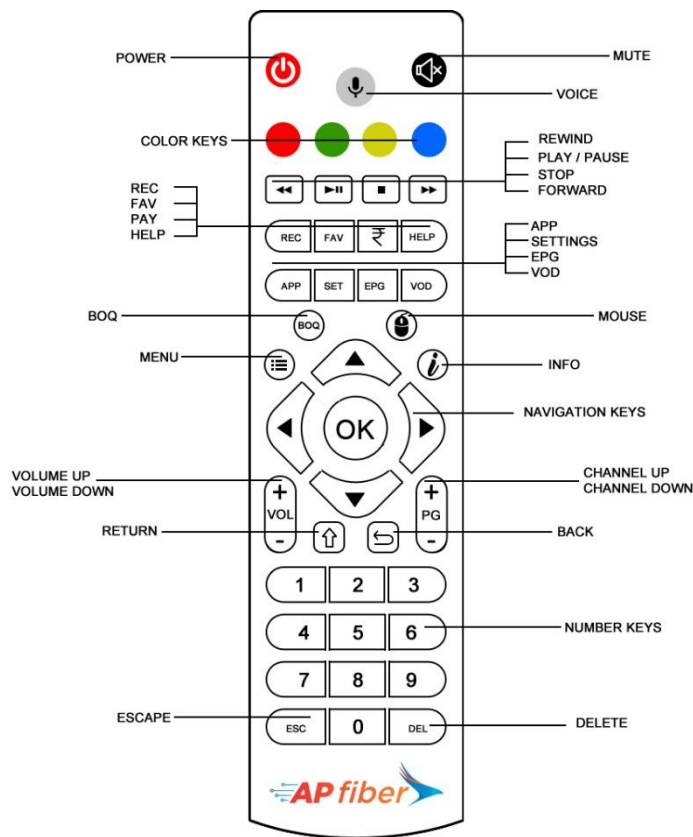 POWER
MUTE
VOICE
COLOR KEYS
REWIND
PLAY / PAUSE
STOP
FORWARD
REC
FAV
PAY
HELP
REC FAV ₹ HELP
APP
SETTINGS
EPG
VOD
APP SET EPG VOD
BOQ
BOQ
MOUSE
MENU
i
INFO
OK
NAVIGATION KEYS
VOLUME UP
VOLUME DOWN
CHANNEL UP
CHANNEL DOWN
+ +
VOL PG
- -
RETURN
BACK
1 2 3
4 5 6
NUMBER KEYS
7 8 9
ESCAPE
ESC 0 DEL
DELETE
AP fiber